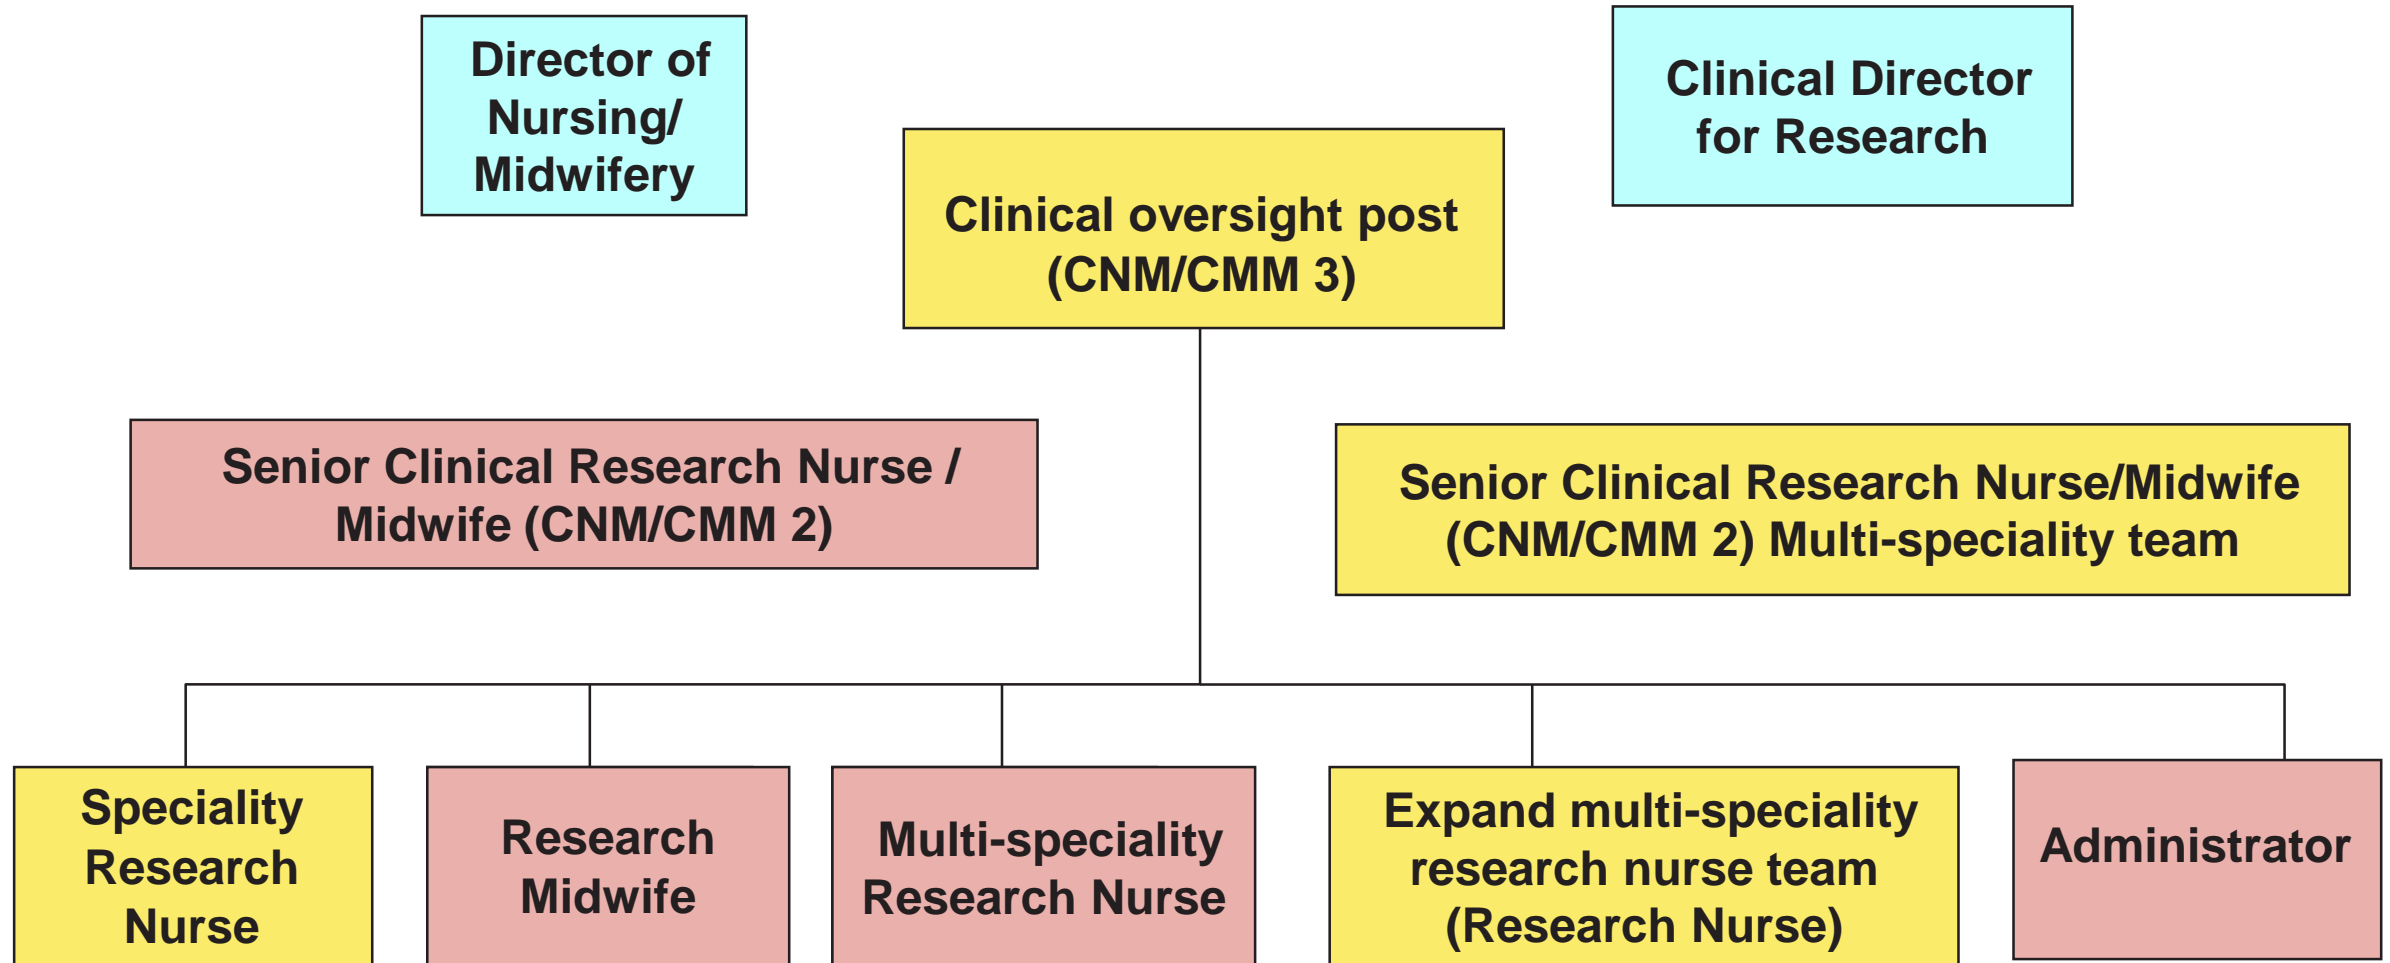 Director of
Nursing/
Midwifery
Clinical Director
for Research
Clinical oversight post
(CNM/CMM 3)
Senior Clinical Research Nurse /
Midwife (CNM/CMM 2)
Senior Clinical Research Nurse/Midwife
(CNM/CMM 2) Multi-speciality team
Speciality
Research
Nurse
Research
Midwife
Multi-speciality
Research Nurse
Expand multi-speciality
research nurse team
(Research Nurse)
Administrator